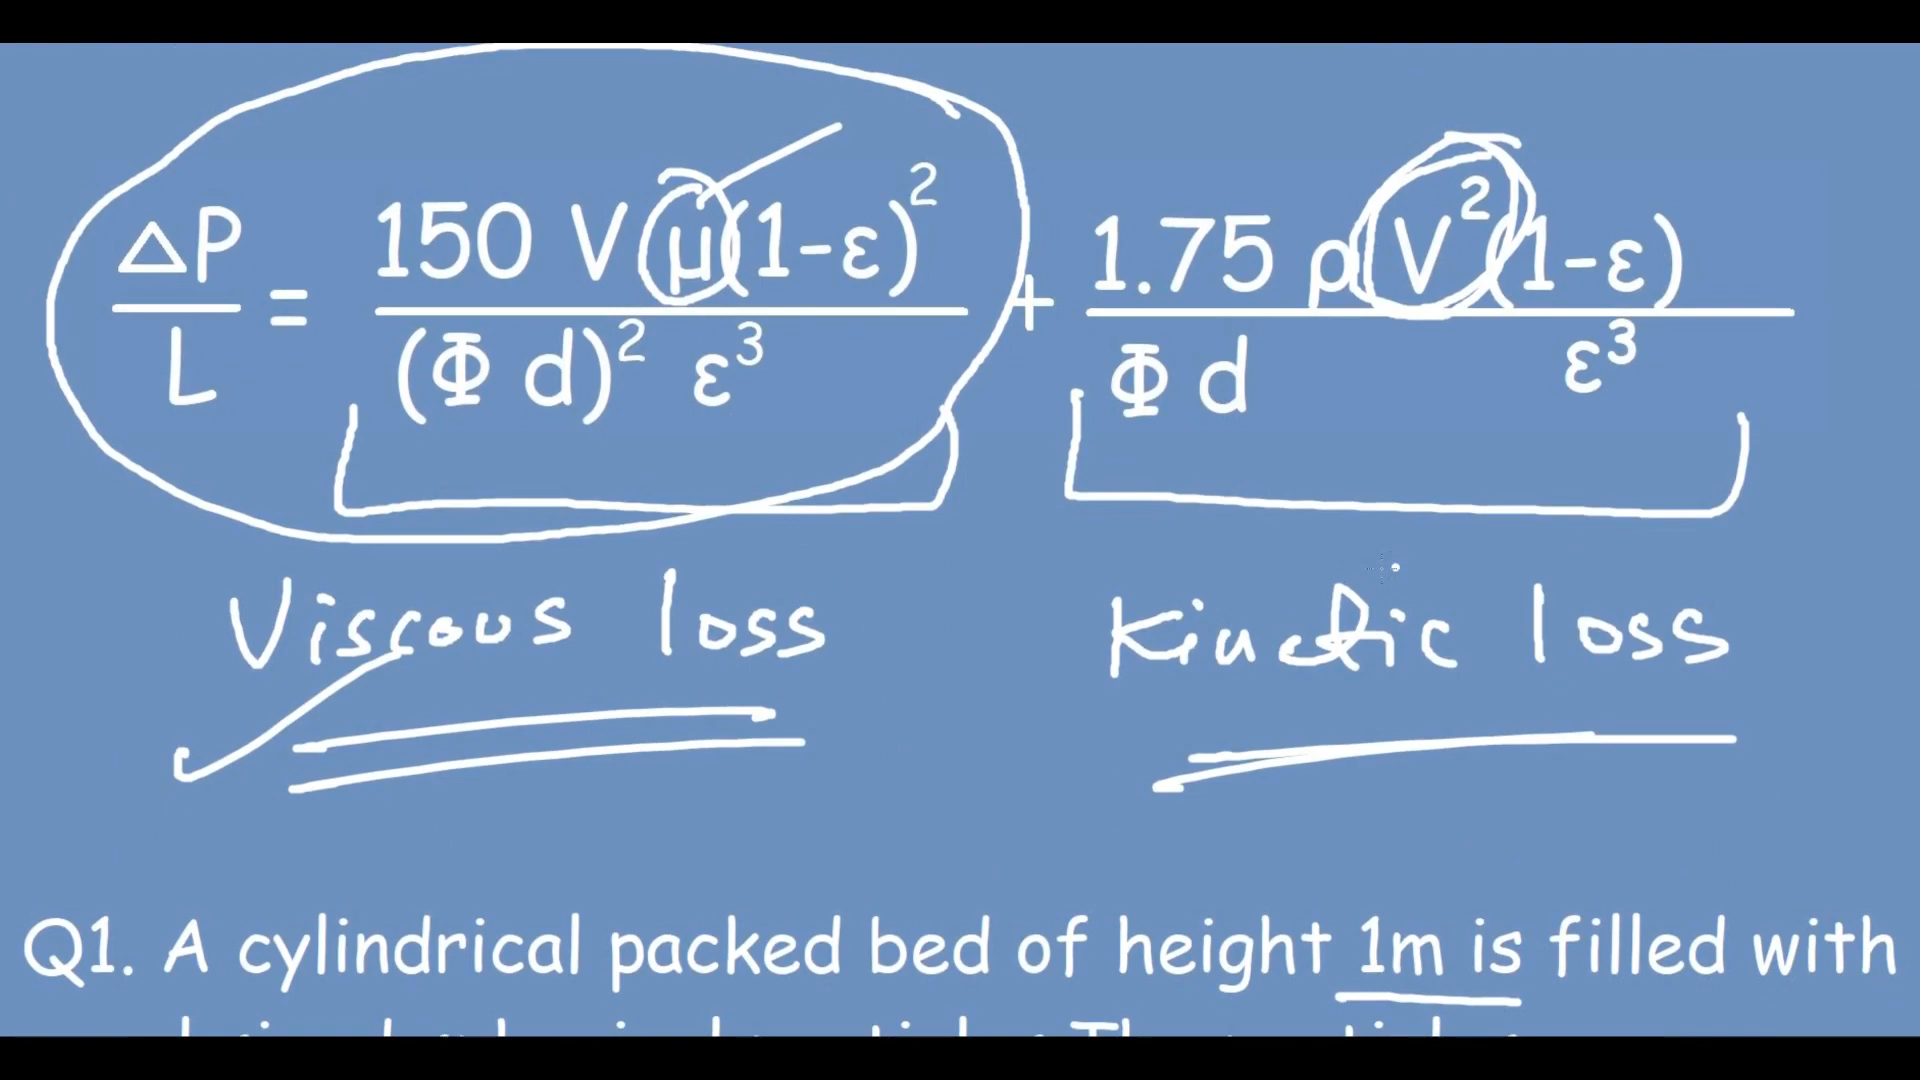 ΔP/L = 150 V μ(1-ε)²/(Φ d)² ε³ + 1.75 ρ V²(1-ε)/Φ d ε³
Viscous loss Kinetic loss
Q1. A cylindrical packed bed of height 1m is filled with